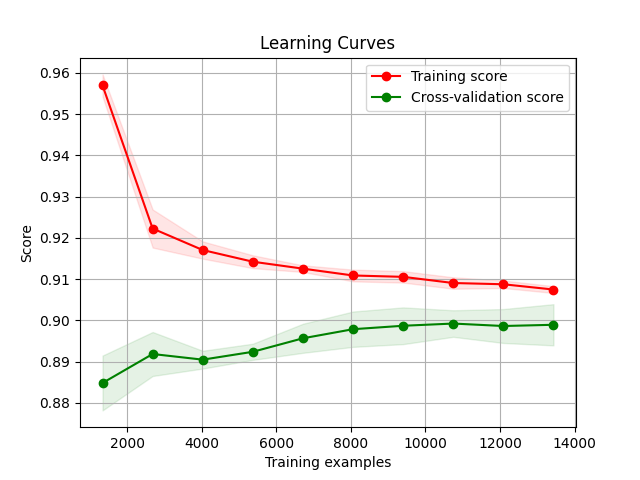 Learning Curves
Training score
Cross-validation score
0.96
0.95
0.94
0.93
0.92
0.91
0.90
0.89
0.88
Score
2000 4000 6000 8000 10000 12000 14000
Training examples